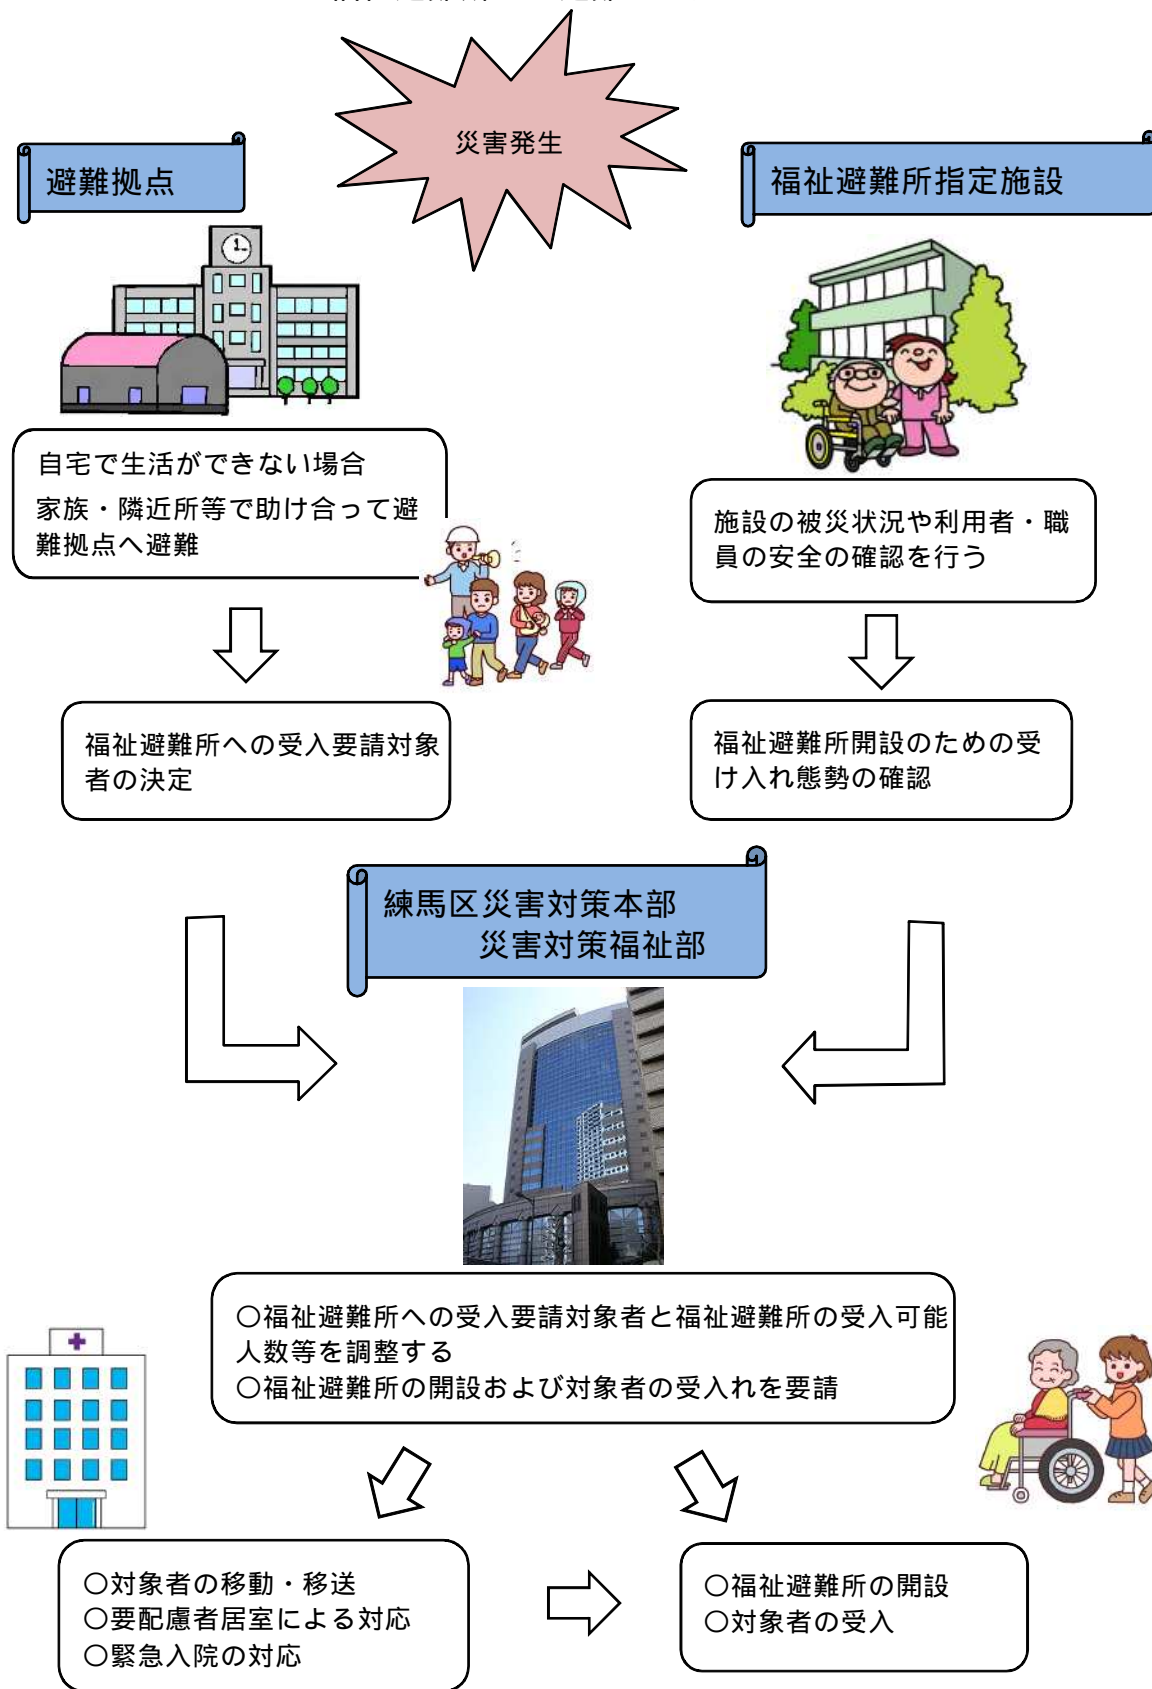 災害発生
避難拠点
福祉避難所指定施設
自宅で生活ができない場合
家族・隣近所等で助け合って避
難拠点へ避難
施設の被災状況や利用者・職
員の安全の確認を行う
福祉避難所への受入要請対象
者の決定
福祉避難所開設のための受
け入れ態勢の確認
練馬区災害対策本部
災害対策福祉部
○福祉避難所への受入要請対象者と福祉避難所の受入可能
人数等を調整する
○福祉避難所の開設および対象者の受入れを要請
○対象者の移動・移送
○要配慮者居室による対応
○緊急入院の対応
○福祉避難所の開設
○対象者の受入